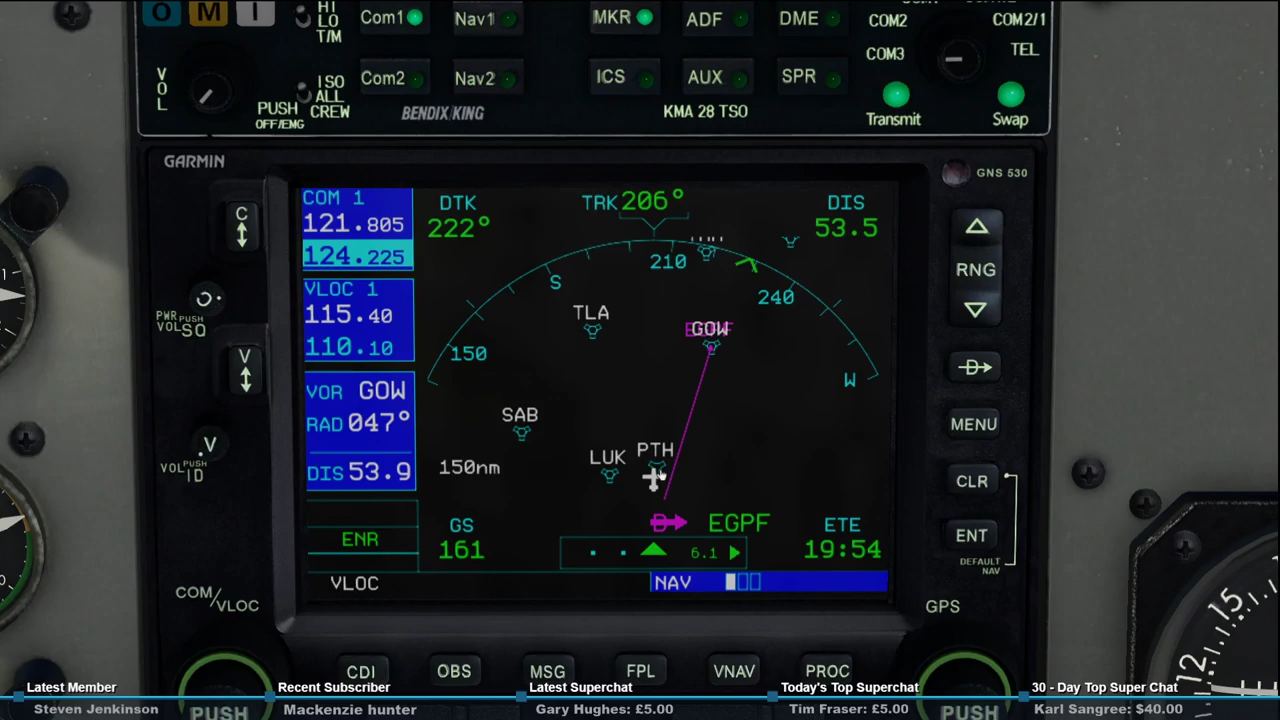 O M I
HI
LO
T/M
Com1
Nav1
MKR
ADF
DME
COM2
COM2/1
COM3
TEL
VOL
ISO
ALL
CREW
PUSH
OFF/EMG
Com2
Nav2
ICS
AUX
SPR
BENDIX/KING
KMA 28 TSO
Transmit
Swap
GARMIN
GNS 530
COM 1
121.805
124.225
DTK
222°
TRK 206°
DIS
53.5
C
RNG
VLOC 1
115.40
110.10
PWR
VOL
PUSH
SQ
V
210
S
240
150
W
TLA
GOW
EGPF
SAB
LUK
PTH
150nm
VOR GOW
RAD 047°
DIS 53.9
V
VOL
PUSH
ID
D
MENU
CLR
ENT
DEFAULT
NAV
ENR
GS
161
D EGPF
6.1
ETE
19:54
VLOC
NAV
COM/
VLOC
GPS
CDI
OBS
MSG
FPL
VNAV
PROC
PUSH
PUSH
15
12
1
0
Latest Member
Steven Jenkinson
Recent Subscriber
Mackenzie hunter
Latest Superchat
Gary Hughes: £5.00
Today's Top Superchat
Tim Fraser: £5.00
30 - Day Top Super Chat
Karl Sangree: $40.00